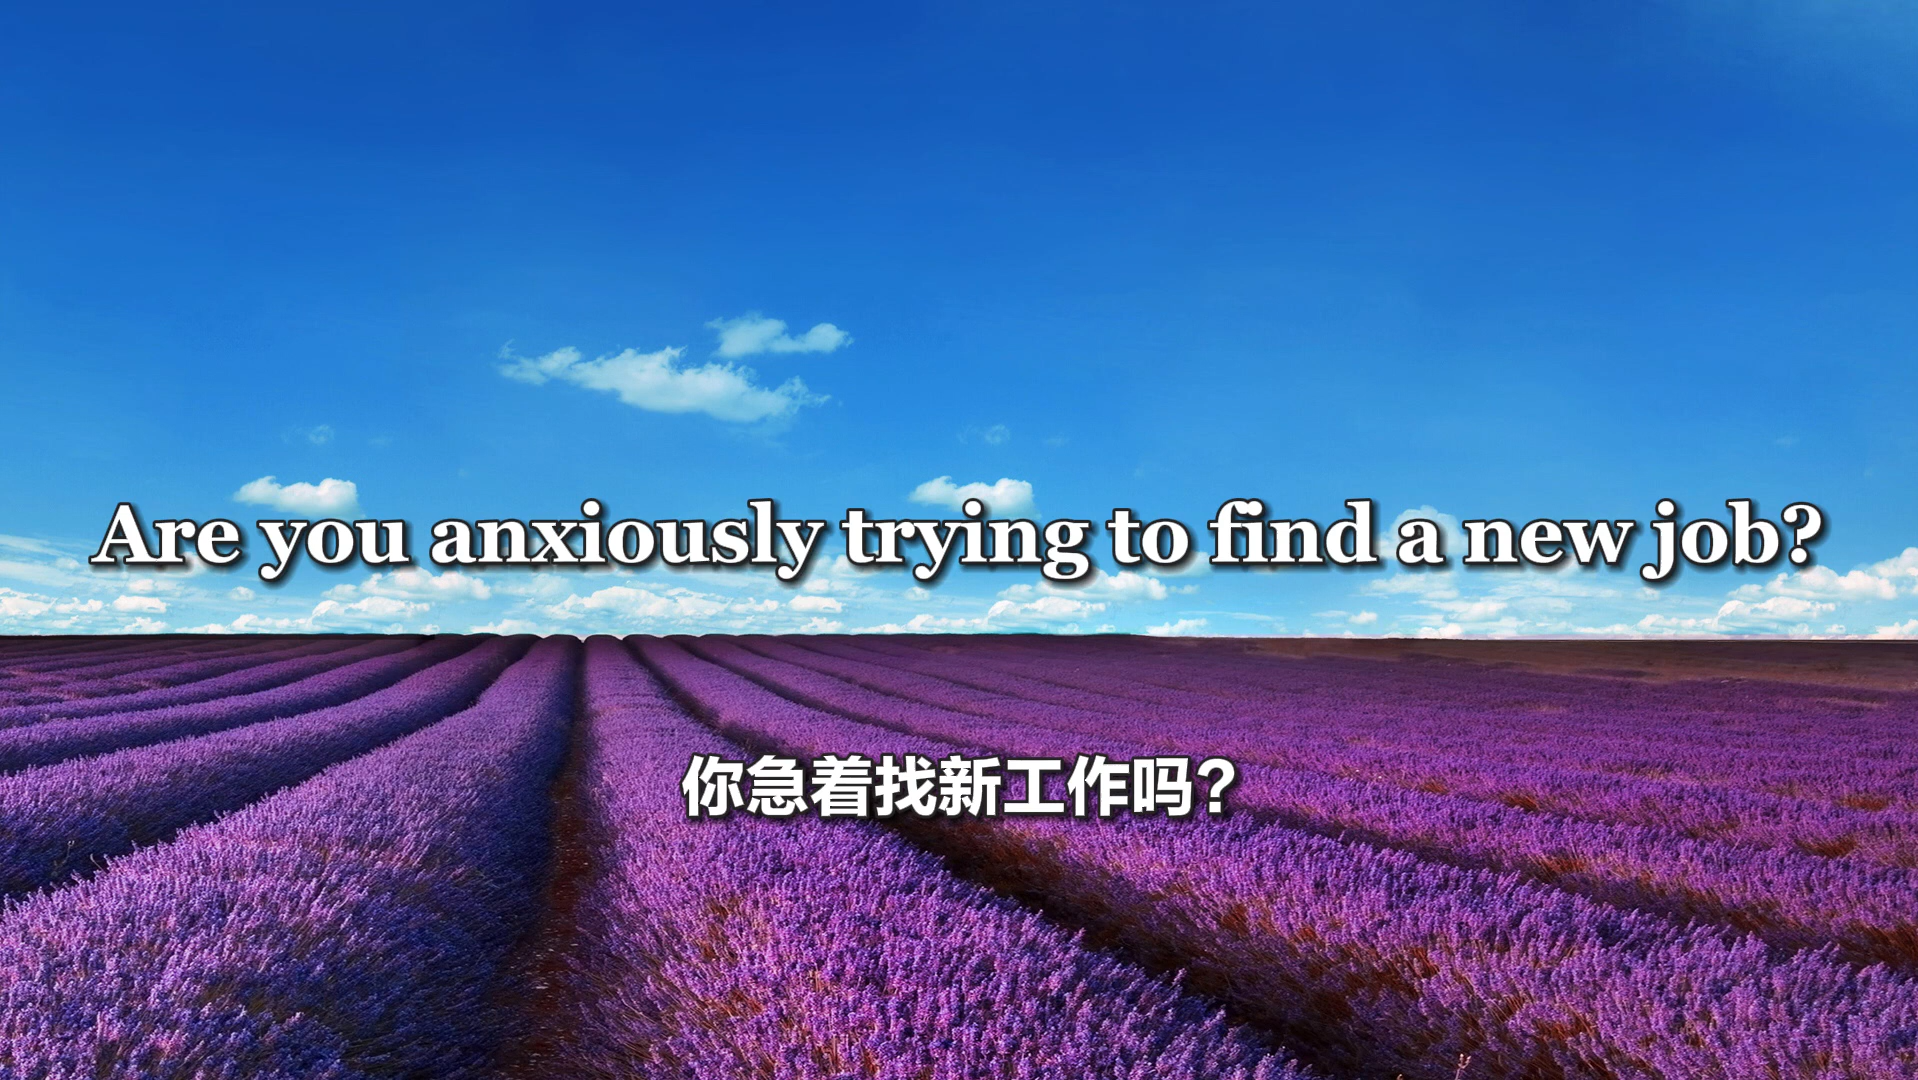 Are you anxiously trying to find a new job?
你急着找新工作吗？